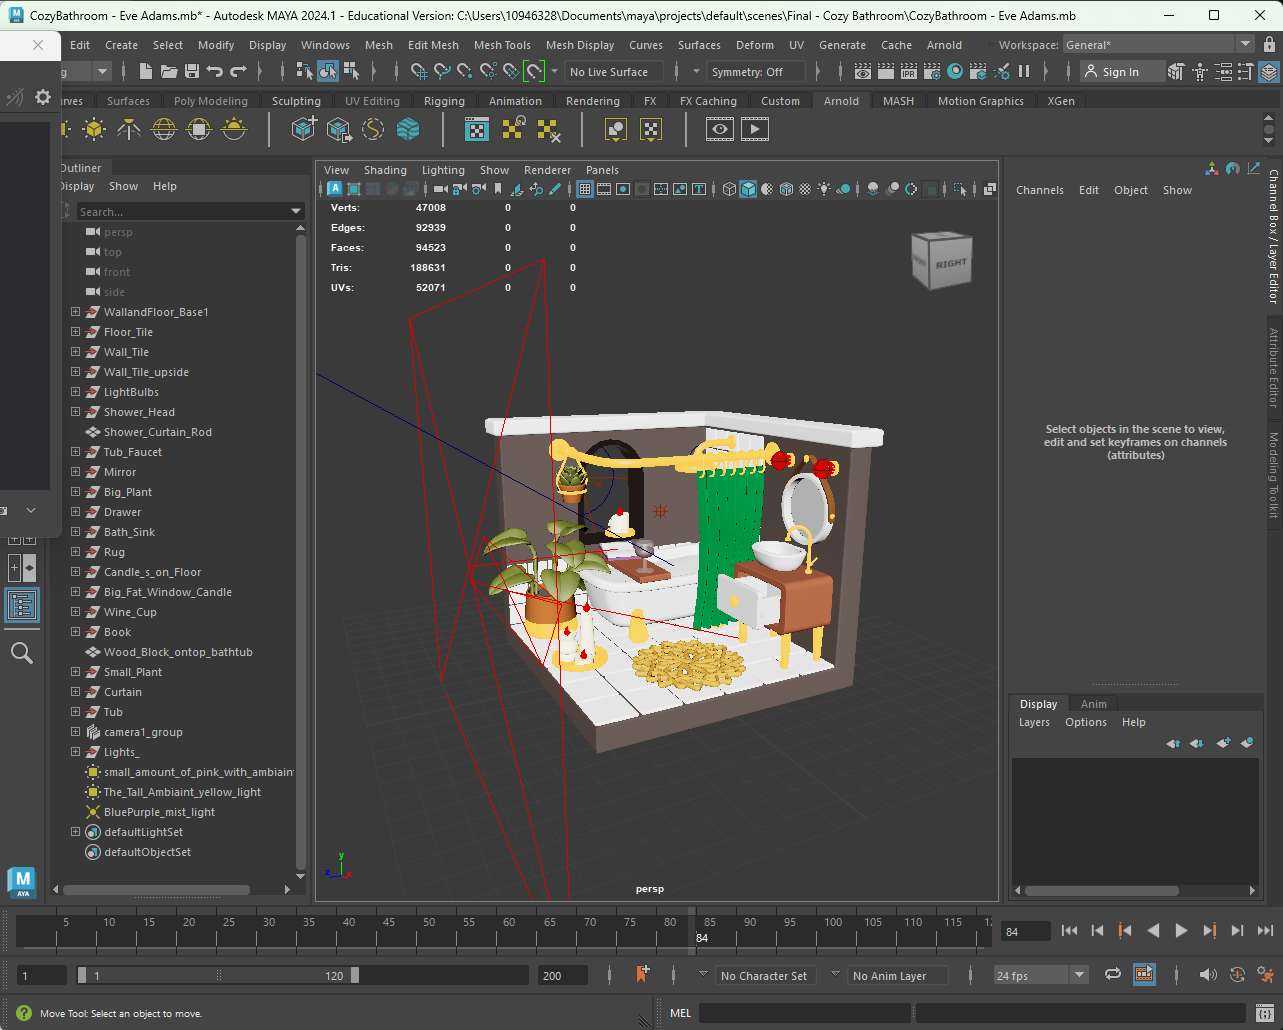 CozyBathroom - Eve Adams.mb* - Autodesk MAYA 2024.1 - Educational Version: C:\Users\10946328\Documents\maya\projects\default\scenes\Final - Cozy Bathroom\CozyBathroom - Eve Adams.mb
Edit Create Select Modify Display Windows Mesh Edit Mesh Mesh Tools Mesh Display Curves Surfaces Deform UV Generate Cache Arnold Workspace: General*
No Live Surface Symmetry: Off IPR Sign In
Surfaces Poly Modeling Sculpting UV Editing Rigging Animation Rendering FX FX Caching Custom Arnold MASH Motion Graphics XGen
Outliner
Display Show Help
Search...
persp
top
front
side
WallandFloor_Base1
Floor_Tile
Wall_Tile
Wall_Tile_upside
LightBulbs
Shower_Head
Shower_Curtain_Rod
Tub_Faucet
Mirror
Big_Plant
Drawer
Bath_Sink
Rug
Candle_s_on_Floor
Big_Fat_Window_Candle
Wine_Cup
Book
Wood_Block_ontop_bathtub
Small_Plant
Curtain
Tub
camera1_group
Lights_
small_amount_of_pink_with_ambiain
The_Tall_Ambiaint_yellow_light
BluePurple_mist_light
defaultLightSet
defaultObjectSet
M
AYA
View Shading Lighting Show Renderer Panels
Verts: 47008 0 0
Edges: 92939 0 0
Faces: 94523 0 0
Tris: 188631 0 0
UVs: 52071 0 0
RIGHT
y
z
x
persp
Channels Edit Object Show
Select objects in the scene to view,
edit and set keyframes on channels
(attributes)
Channel Box / Layer Editor
Attribute Editor
Modeling Toolkit
Display Anim
Layers Options Help
5 10 15 20 25 30 35 40 45 50 55 60 65 70 75 80 85 90 95 100 105 110 115 12
84
84
1 1 120 200 No Character Set No Anim Layer 24 fps
Move Tool: Select an object to move. MEL